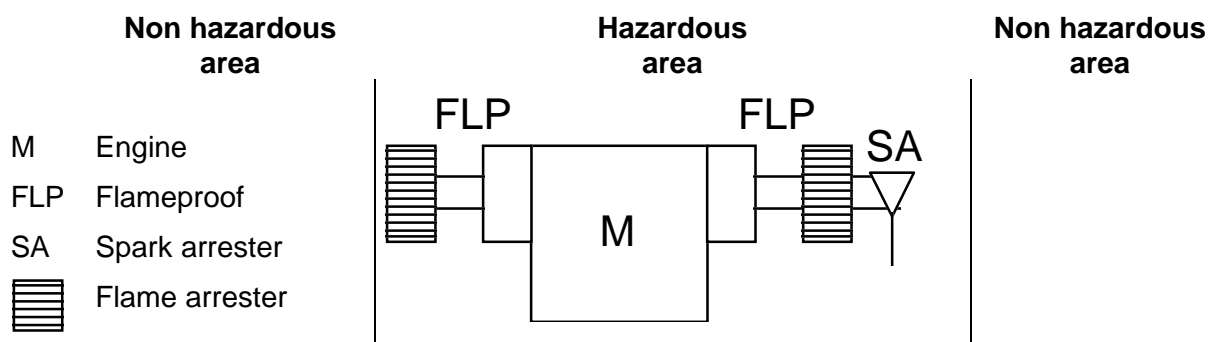 Non hazardous
area
Hazardous
area
Non hazardous
area
FLP
FLP
SA
M
M Engine
FLP Flameproof
SA Spark arrester
Flame arrester